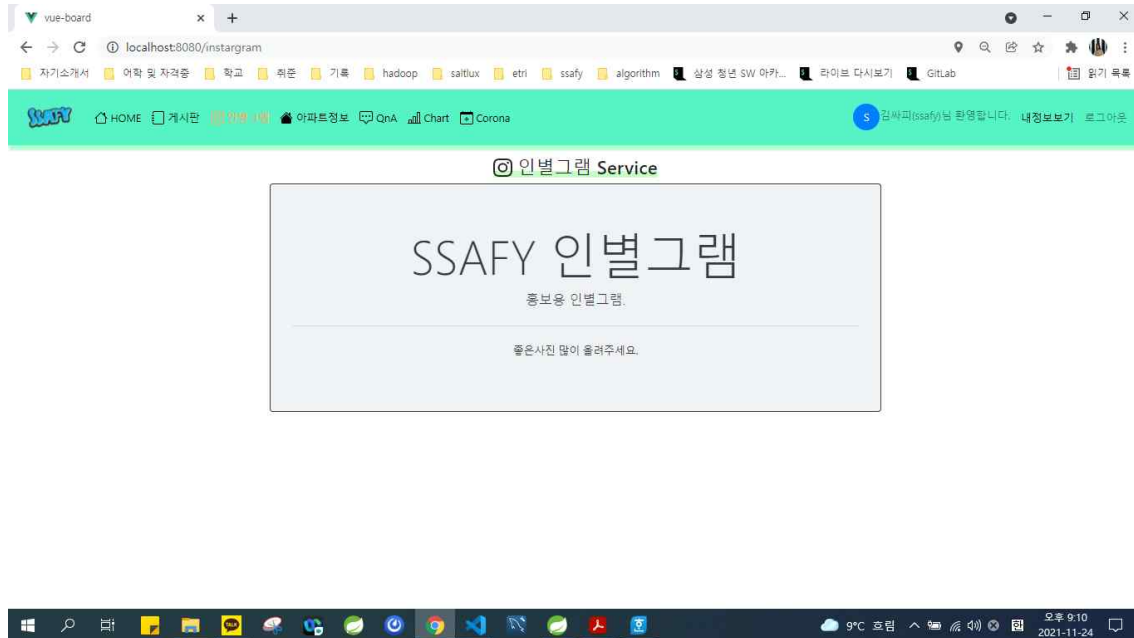 vue-board
localhost:8080/instargram
자기소개서 어학 및 자격증 학교 취준 기록 hadoop saltlux etri ssafy algorithm 삼성 청년 SW 아카... 라이브 다시보기 GitLab 읽기 목록
SSAFY HOME 게시판 인별그램 아파트정보 QnA Chart Corona S 김싸피(ssafy)님 환영합니다. 내정보보기 로그아웃
인별그램 Service
SSAFY 인별그램
홍보용 인별그램.
좋은사진 많이 올려주세요.
9°C 흐림 오후 9:10
2021-11-24